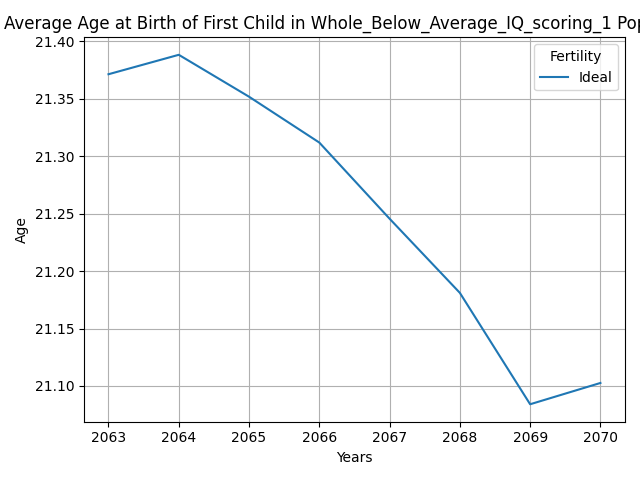 Average Age at Birth of First Child in Whole_Below_Average_IQ_scoring_1
Fertility
Ideal
Age
21.40
21.35
21.30
21.25
21.20
21.15
21.10
2063 2064 2065 2066 2067 2068 2069 2070
Years